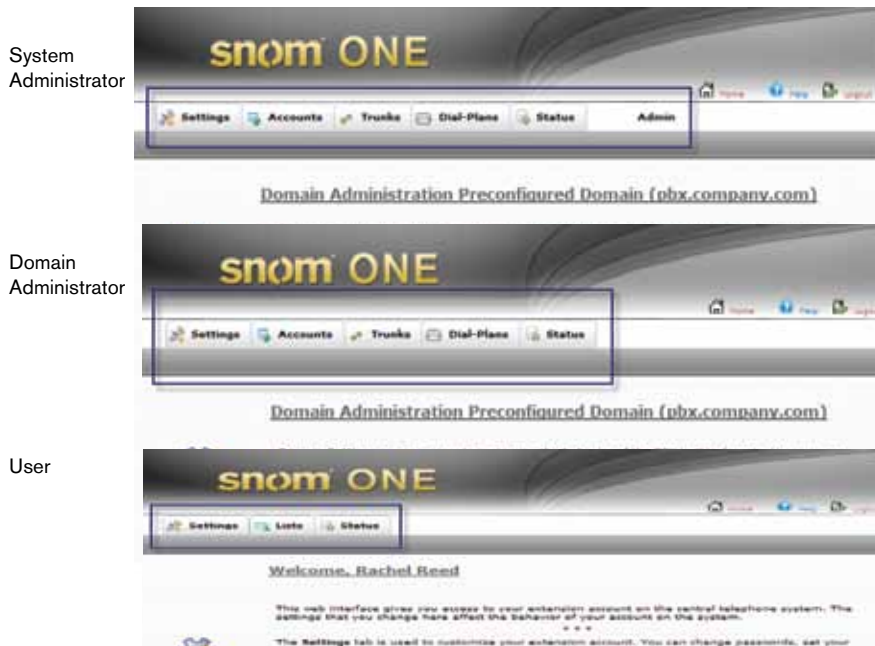 System
Administrator
snom ONE
Home Help Logout
Settings Accounts Trunks Dial-Plans Status Admin
Domain Administration Preconfigured Domain (pbx.company.com)
Domain
Administrator
snom ONE
Home Help Logout
Settings Accounts Trunks Dial-Plans Status
Domain Administration Preconfigured Domain (pbx.company.com)
User
snom ONE
Settings Lists Status
Welcome, Rachel Reed
This web interface gives you access to your extension account on the central telephone system. The
settings that you change here affect the behavior of your account on the system.
* * *
The Settings tab is used to customize your extension account. You can change passwords, set your